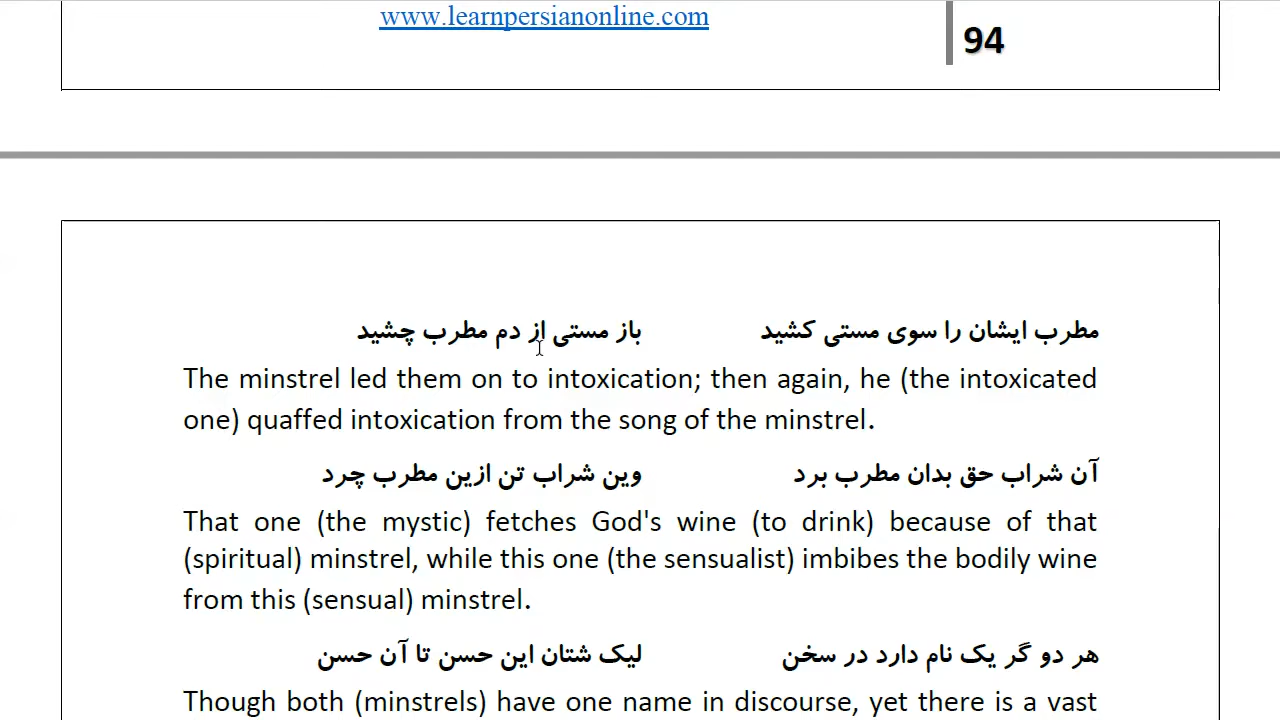 www.learnpersianonline.com
94
مطرب ایشان را سوی مستی کشید باز مستی از دم مطرب چشید
The minstrel led them on to intoxication; then again, he (the intoxicated
one) quaffed intoxication from the song of the minstrel.
آن شراب حق بدان مطرب برد وین شراب تن ازین مطرب چرد
That one (the mystic) fetches God's wine (to drink) because of that
(spiritual) minstrel, while this one (the sensualist) imbibes the bodily wine
from this (sensual) minstrel.
هر دو گر یک نام دارد در سخن لیک شتان این حسن تا آن حسن
Though both (minstrels) have one name in discourse, yet there is a vast